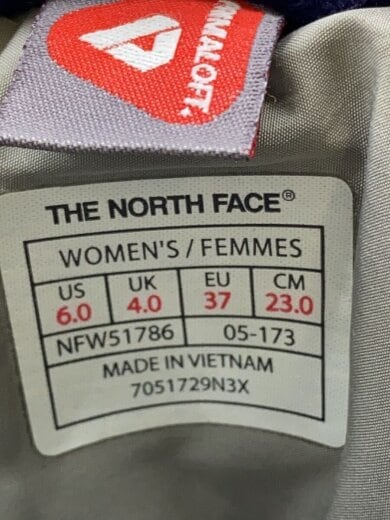 PRIMALOFT.
THE NORTH FACE®
WOMEN'S / FEMMES
US UK EU CM
6.0 4.0 37 23.0
NFW51786 05-173
MADE IN VIETNAM
7051729N3X